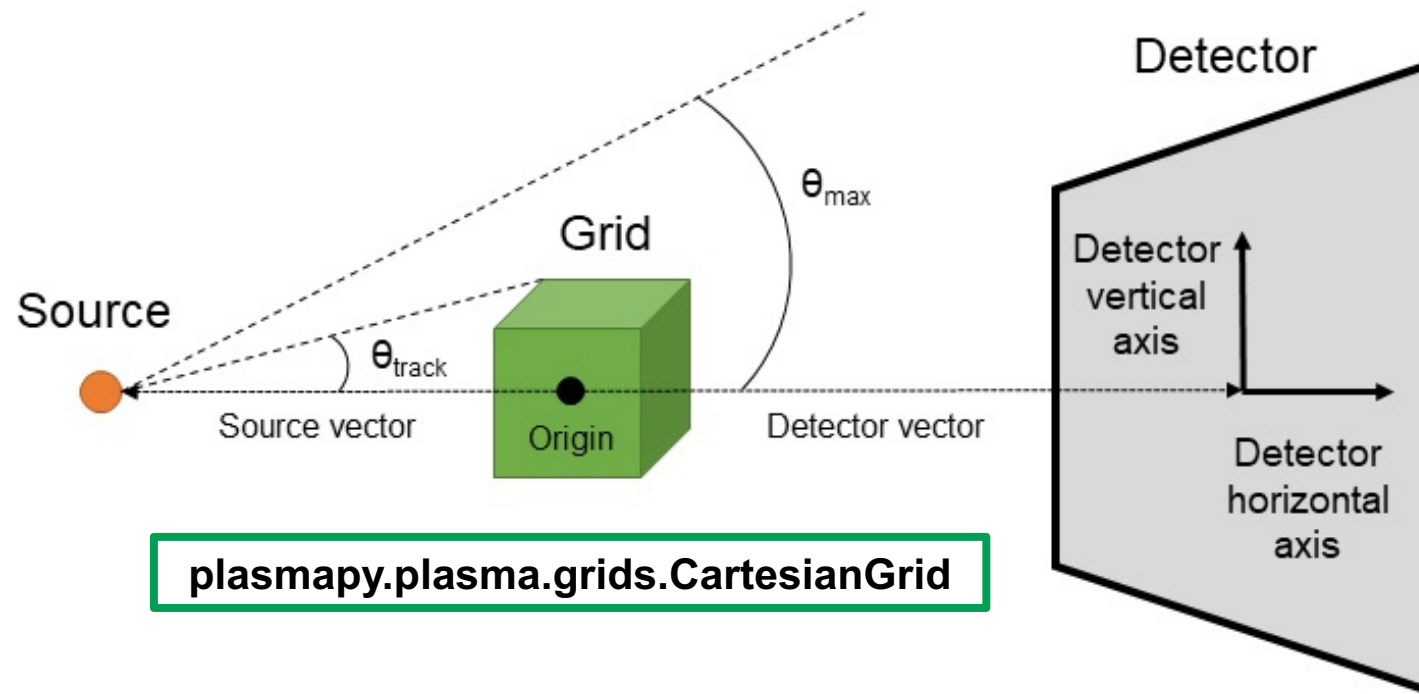 Detector
θmax
Grid
Source
θtrack
Detector
vertical
axis
Source vector
Origin
Detector vector
Detector
horizontal
axis
plasmapy.plasma.grids.CartesianGrid